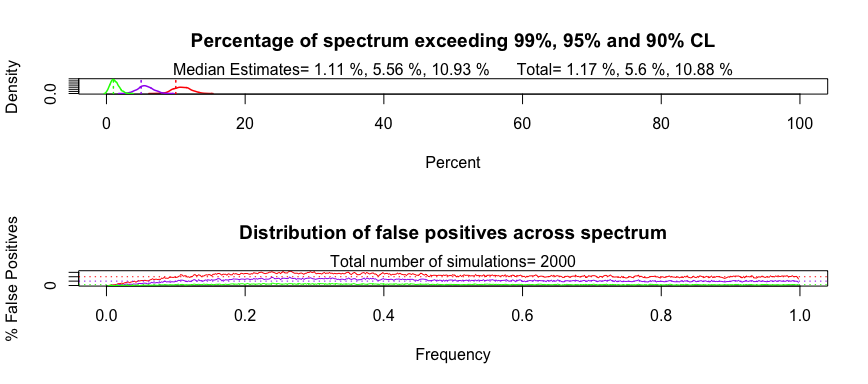 Percentage of spectrum exceeding 99%, 95% and 90% CL
Median Estimates= 1.11 %, 5.56 %, 10.93 % Total= 1.17 %, 5.6 %, 10.88 %
Density
0.0
0 20 40 60 80 100
Percent
Distribution of false positives across spectrum
Total number of simulations= 2000
% False Positives
0
0.0 0.2 0.4 0.6 0.8 1.0
Frequency